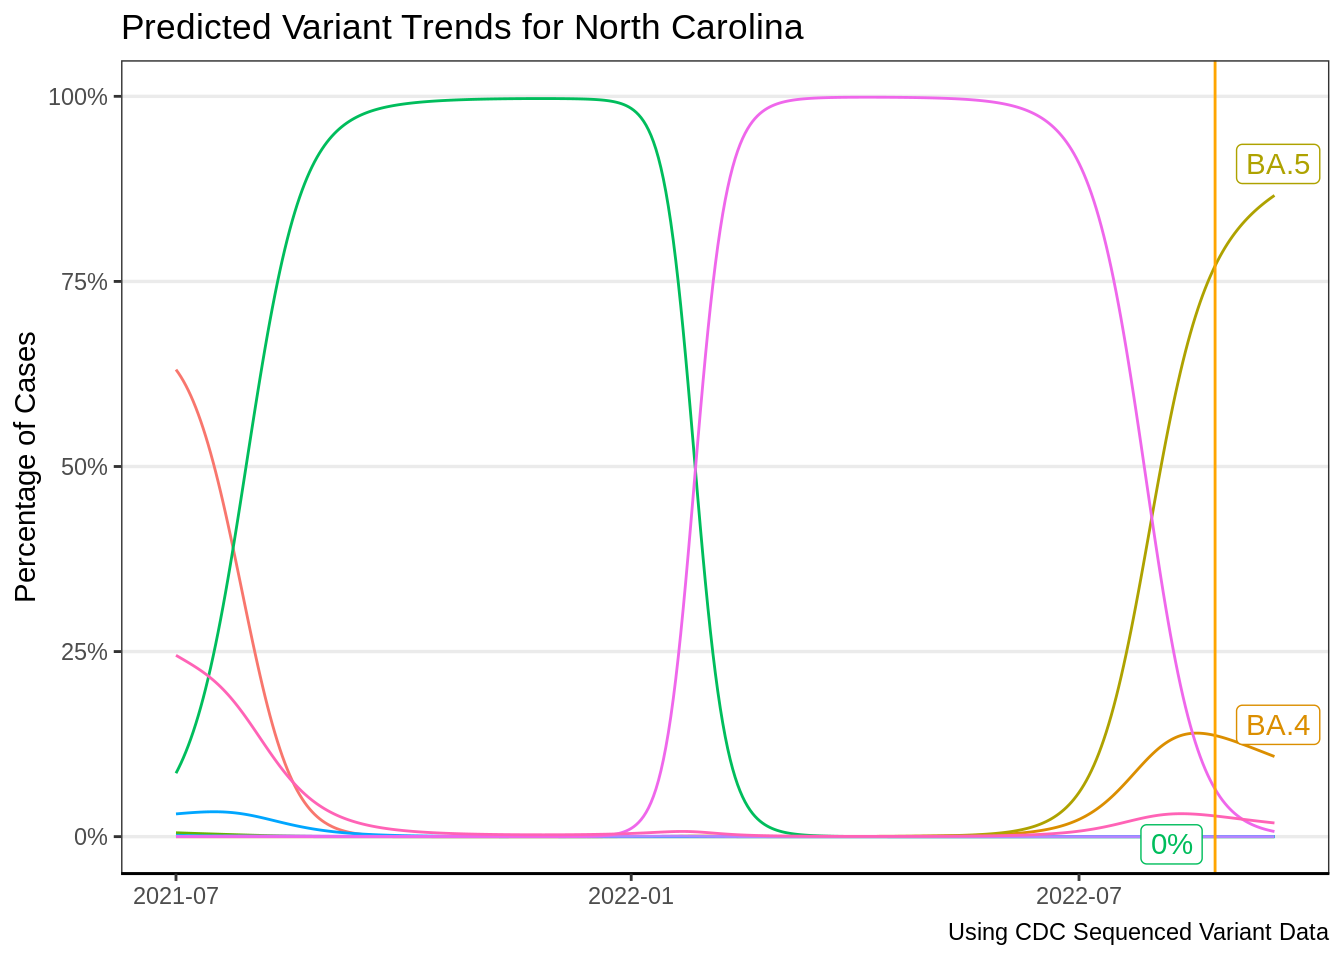 Predicted Variant Trends for North Carolina
Percentage of Cases
100%
75%
50%
25%
0%
BA.5
BA.4
0%
2021-07
2022-01
2022-07
Using CDC Sequenced Variant Data